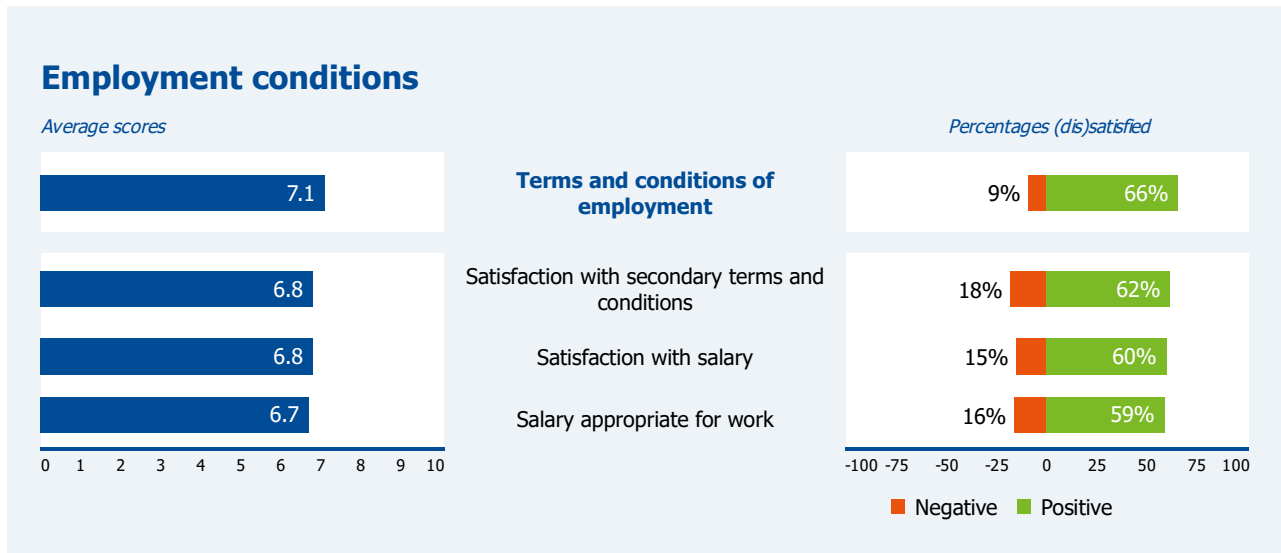 Employment conditions
Average scores
Percentages (dis)satisfied
7.1
Terms and conditions of
employment
9%
66%
6.8
Satisfaction with secondary terms and
conditions
18%
62%
6.8
Satisfaction with salary
15%
60%
6.7
Salary appropriate for work
16%
59%
0 1 2 3 4 5 6 7 8 9 10
-100 -75 -50 -25 0 25 50 75 100
Negative Positive